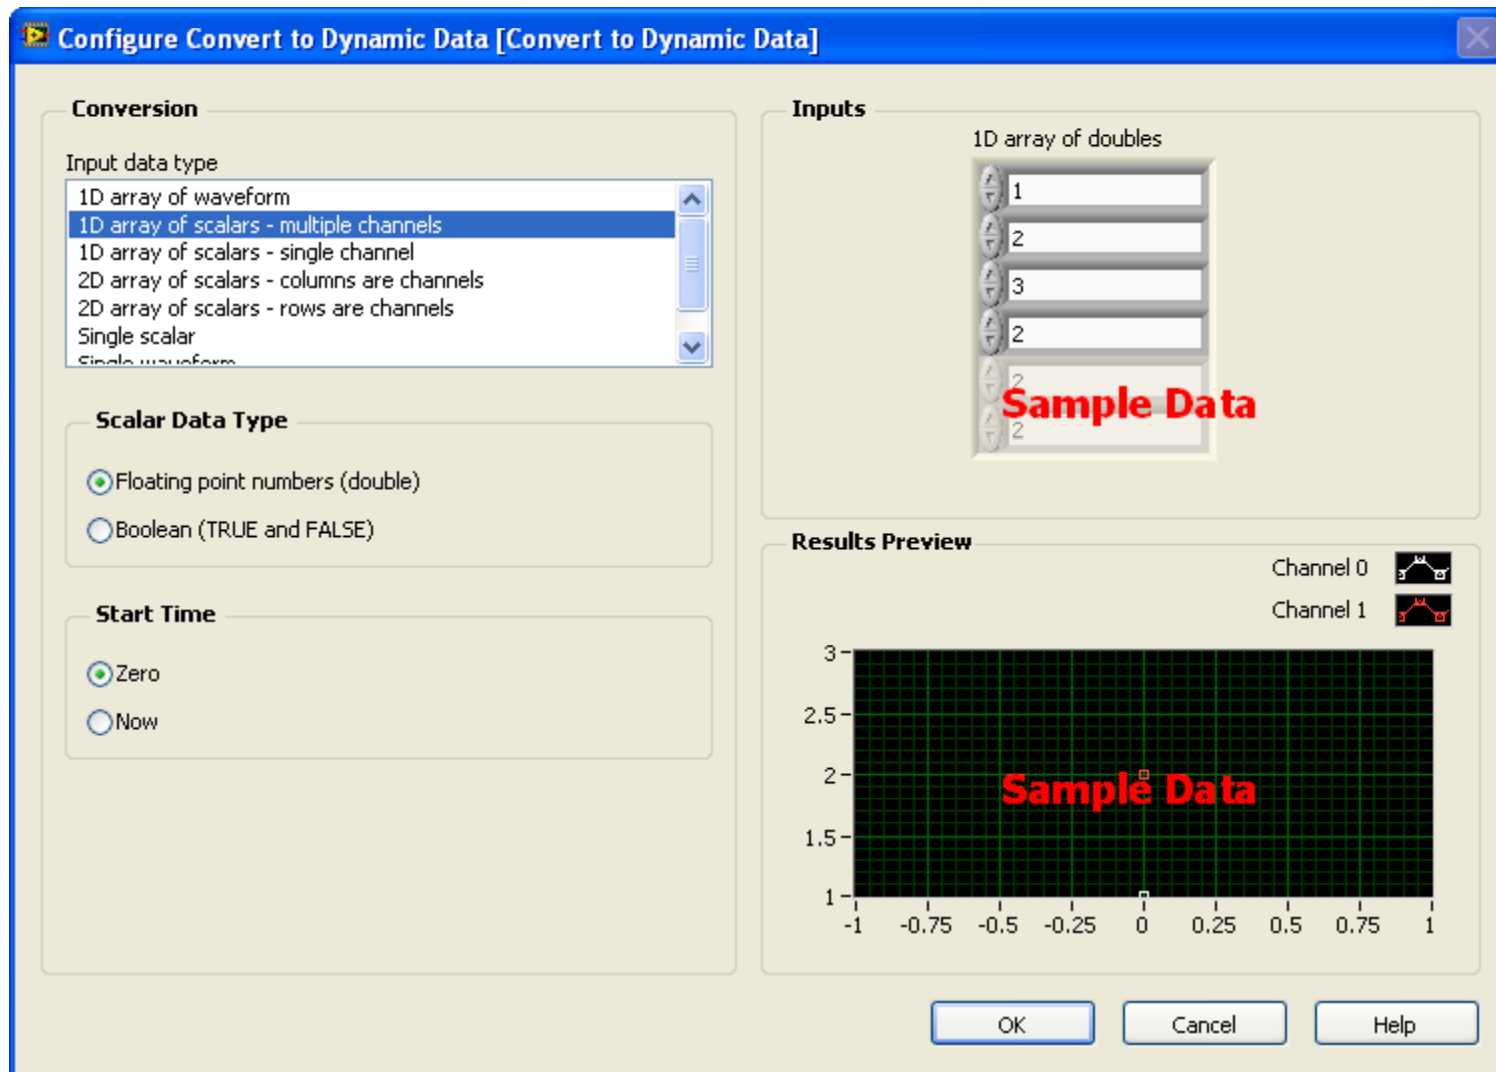 Configure Convert to Dynamic Data [Convert to Dynamic Data]
Conversion
Input data type
1D array of waveform
1D array of scalars - multiple channels
1D array of scalars - single channel
2D array of scalars - columns are channels
2D array of scalars - rows are channels
Single scalar
Single waveform
Scalar Data Type
Floating point numbers (double)
Boolean (TRUE and FALSE)
Start Time
Zero
Now
Inputs
1D array of doubles
1
2
3
2
2
Sample Data
2
Results Preview
Channel 0
Channel 1
3
2.5
2
1.5
1
Sample Data
-1 -0.75 -0.5 -0.25 0 0.25 0.5 0.75 1
OK Cancel Help